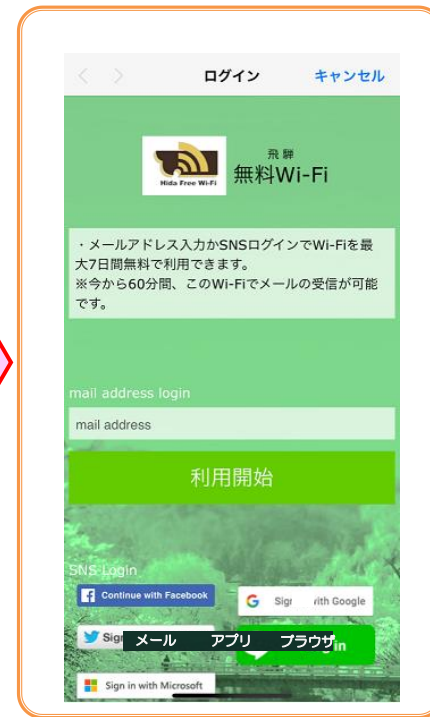 ログイン キャンセル
Hida Free Wi-Fi
飛騨
無料Wi-Fi
・メールアドレス入力かSNSログインでWi-Fiを最
大7日間無料で利用できます。
※今から60分間、このWi-Fiでメールの受信が可能
です。
mail address login
mail address
利用開始
SNS Login
Continue with Facebook
G Sign with Google
メール アプリ ブラウザ
in
Sign in with Microsoft